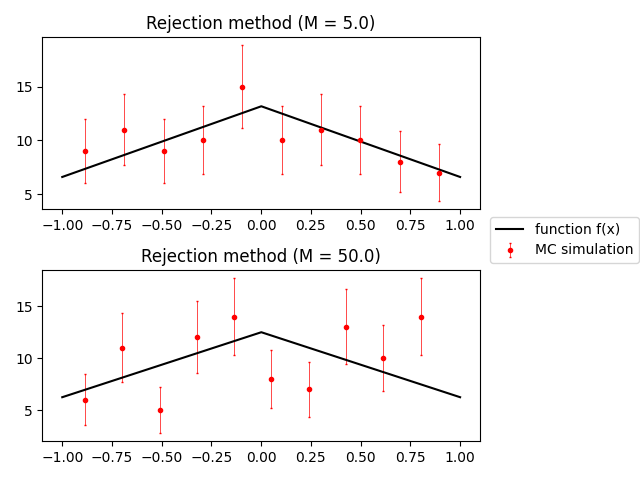 Rejection method (M = 5.0)
15
10
5
−1.00 −0.75 −0.50 −0.25 0.00 0.25 0.50 0.75 1.00
function f(x)
MC simulation
Rejection method (M = 50.0)
15
10
5
−1.00 −0.75 −0.50 −0.25 0.00 0.25 0.50 0.75 1.00